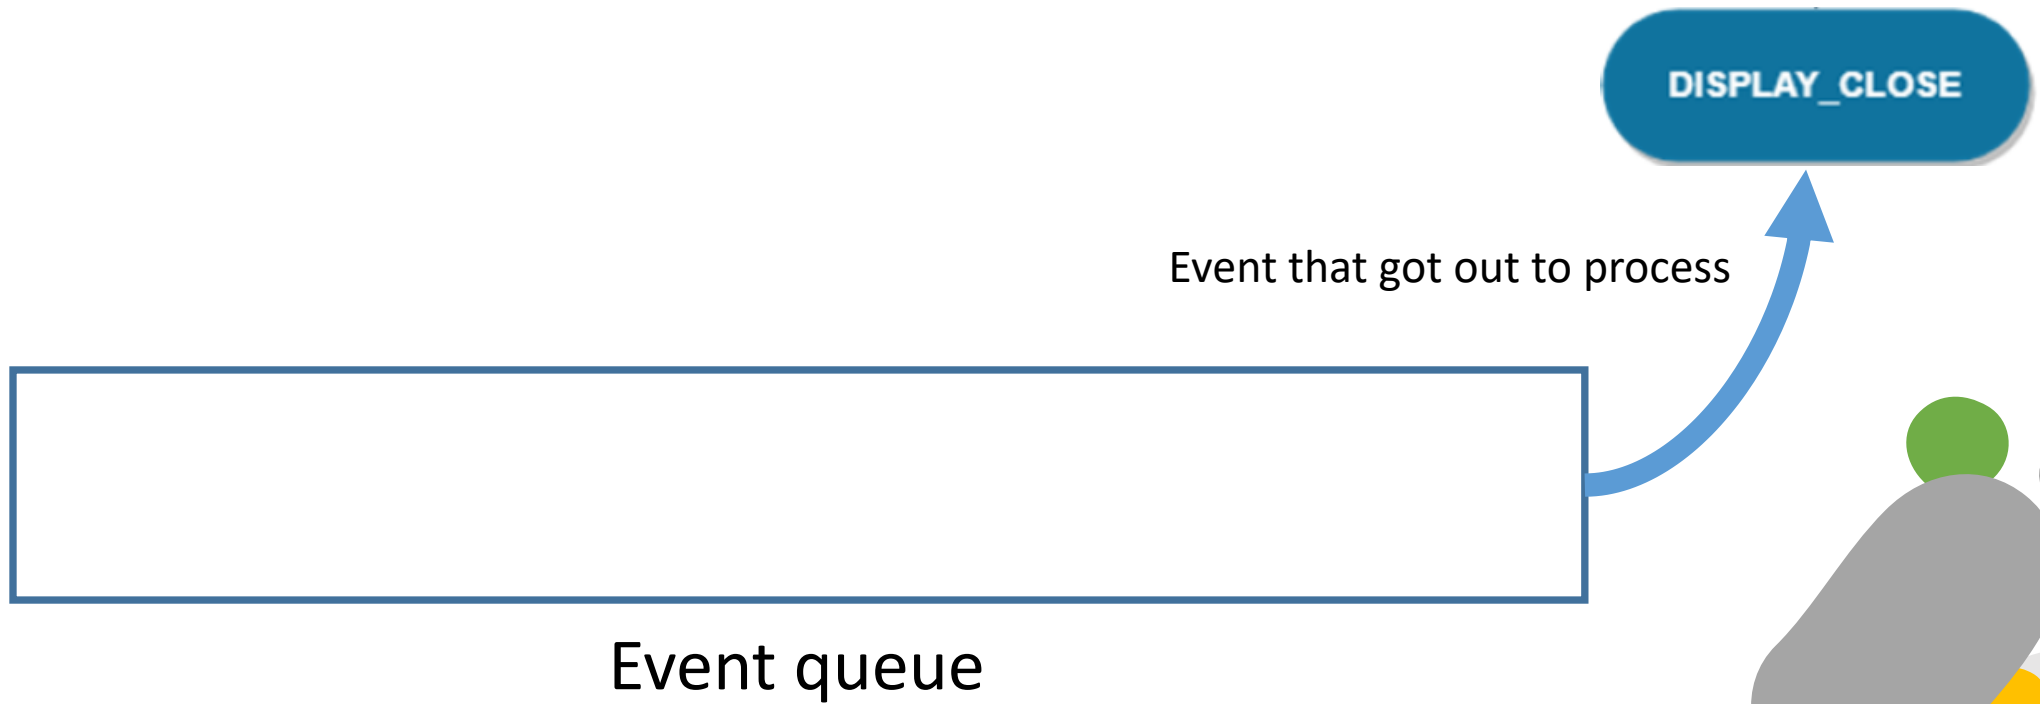 DISPLAY_CLOSE
Event that got out to process
Event queue